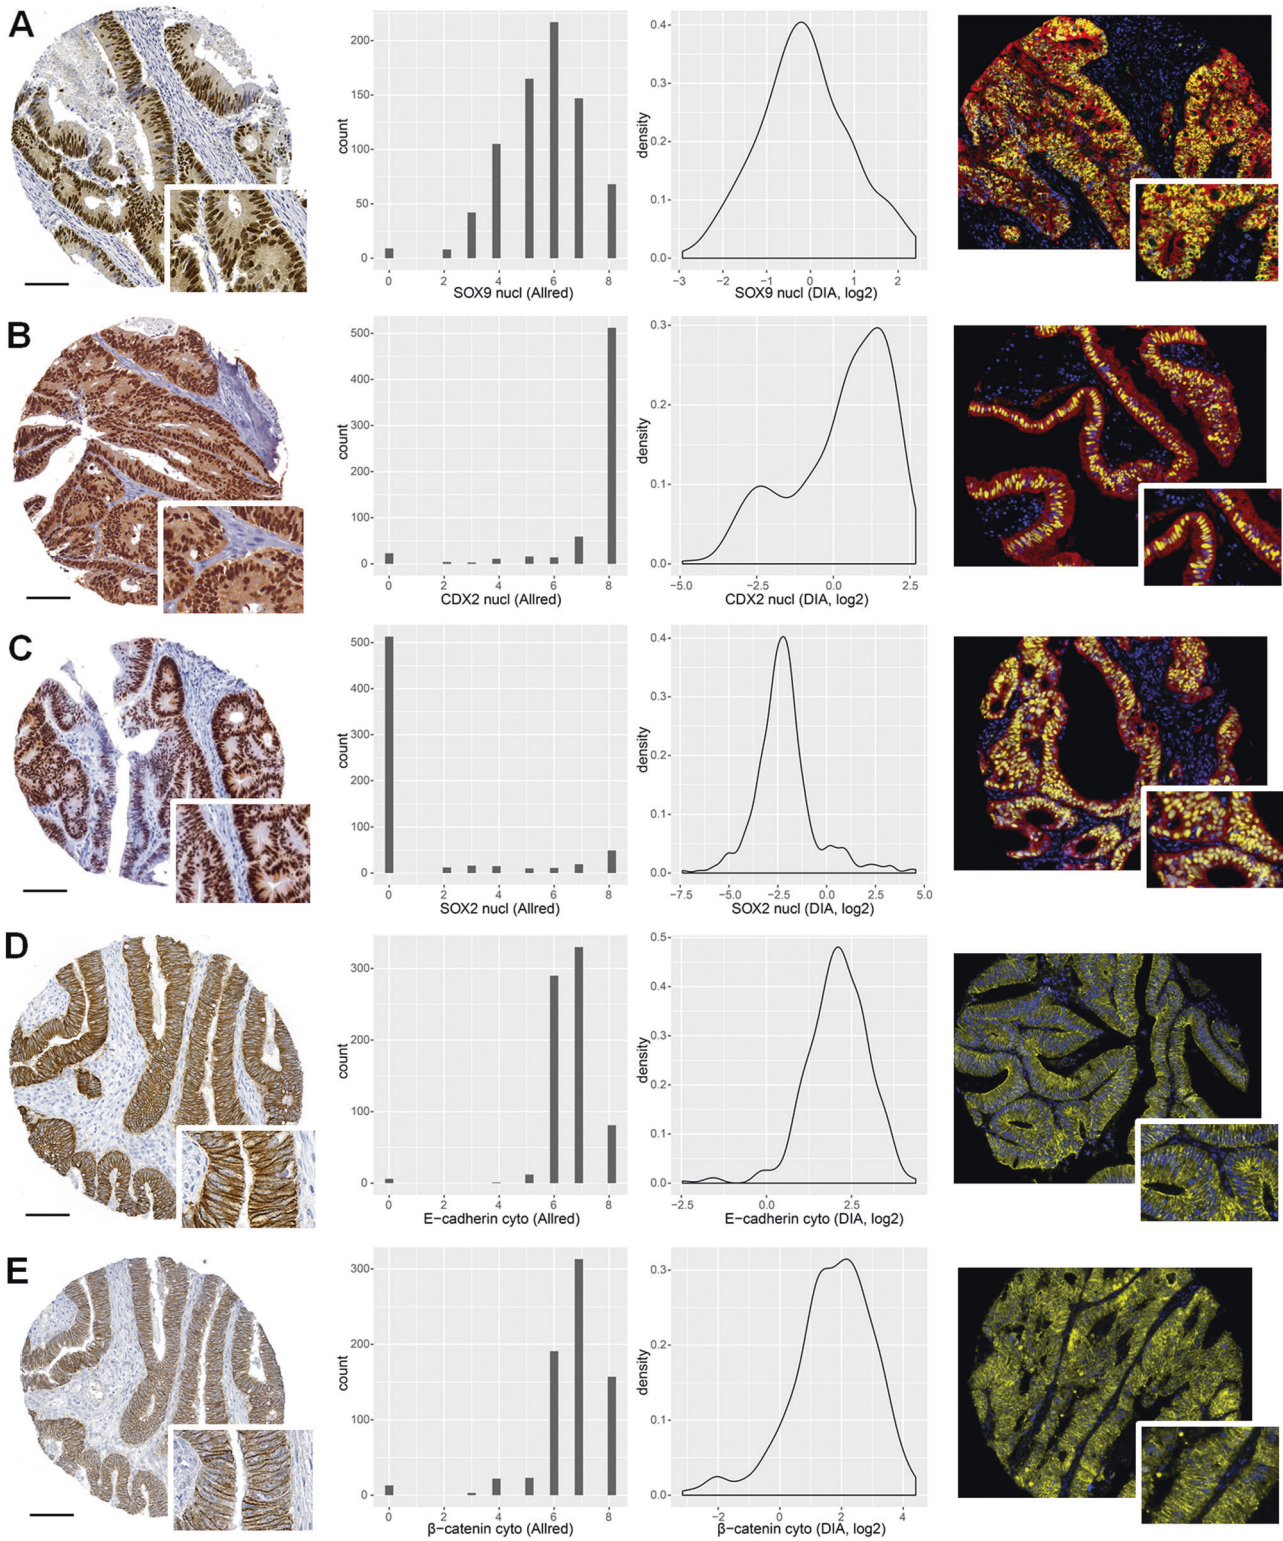 A
count
200
150
100
50
0
0 2 4 6 8
SOX9 nucl (Allred)
density
0.4
0.3
0.2
0.1
0.0
−3 −2 −1 0 1 2
SOX9 nucl (DIA, log2)
B
count
500
400
300
200
100
0
0 2 4 6 8
CDX2 nucl (Allred)
density
0.3
0.2
0.1
0.0
−5.0 −2.5 0.0 2.5
CDX2 nucl (DIA, log2)
C
count
500
400
300
200
100
0
0 2 4 6 8
SOX2 nucl (Allred)
density
0.4
0.3
0.2
0.1
0.0
−7.5 −5.0 −2.5 0.0 2.5 5.0
SOX2 nucl (DIA, log2)
D
count
300
200
100
0
0 2 4 6 8
E−cadherin cyto (Allred)
density
0.5
0.4
0.3
0.2
0.1
0.0
−2.5 0.0 2.5
E−cadherin cyto (DIA, log2)
E
count
300
200
100
0
0 2 4 6 8
β−catenin cyto (Allred)
density
0.3
0.2
0.1
0.0
−2 0 2 4
β−catenin cyto (DIA, log2)